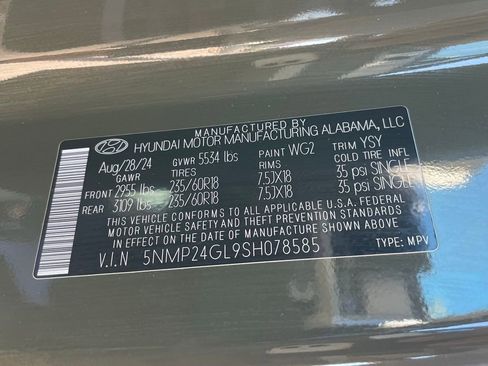 MANUFACTURED BY
HYUNDAI MOTOR MANUFACTURING ALABAMA, LLC
Aug/28/24 GVWR 5534 lbs PAINT WG2 TRIM YSY
GAWR TIRES RIMS COLD TIRE INFL
FRONT 2955 lbs 235/60R18 7.5JX18 35 psi SINGLE
REAR 3109 lbs 235/60R18 7.5JX18 35 psi SINGLE
THIS VEHICLE CONFORMS TO ALL APPLICABLE U.S.A. FEDERAL
MOTOR VEHICLE SAFETY AND THEFT PREVENTION STANDARDS
IN EFFECT ON THE DATE OF MANUFACTURE SHOWN ABOVE
V.I.N 5NMP24GL9SH078585 TYPE: MPV